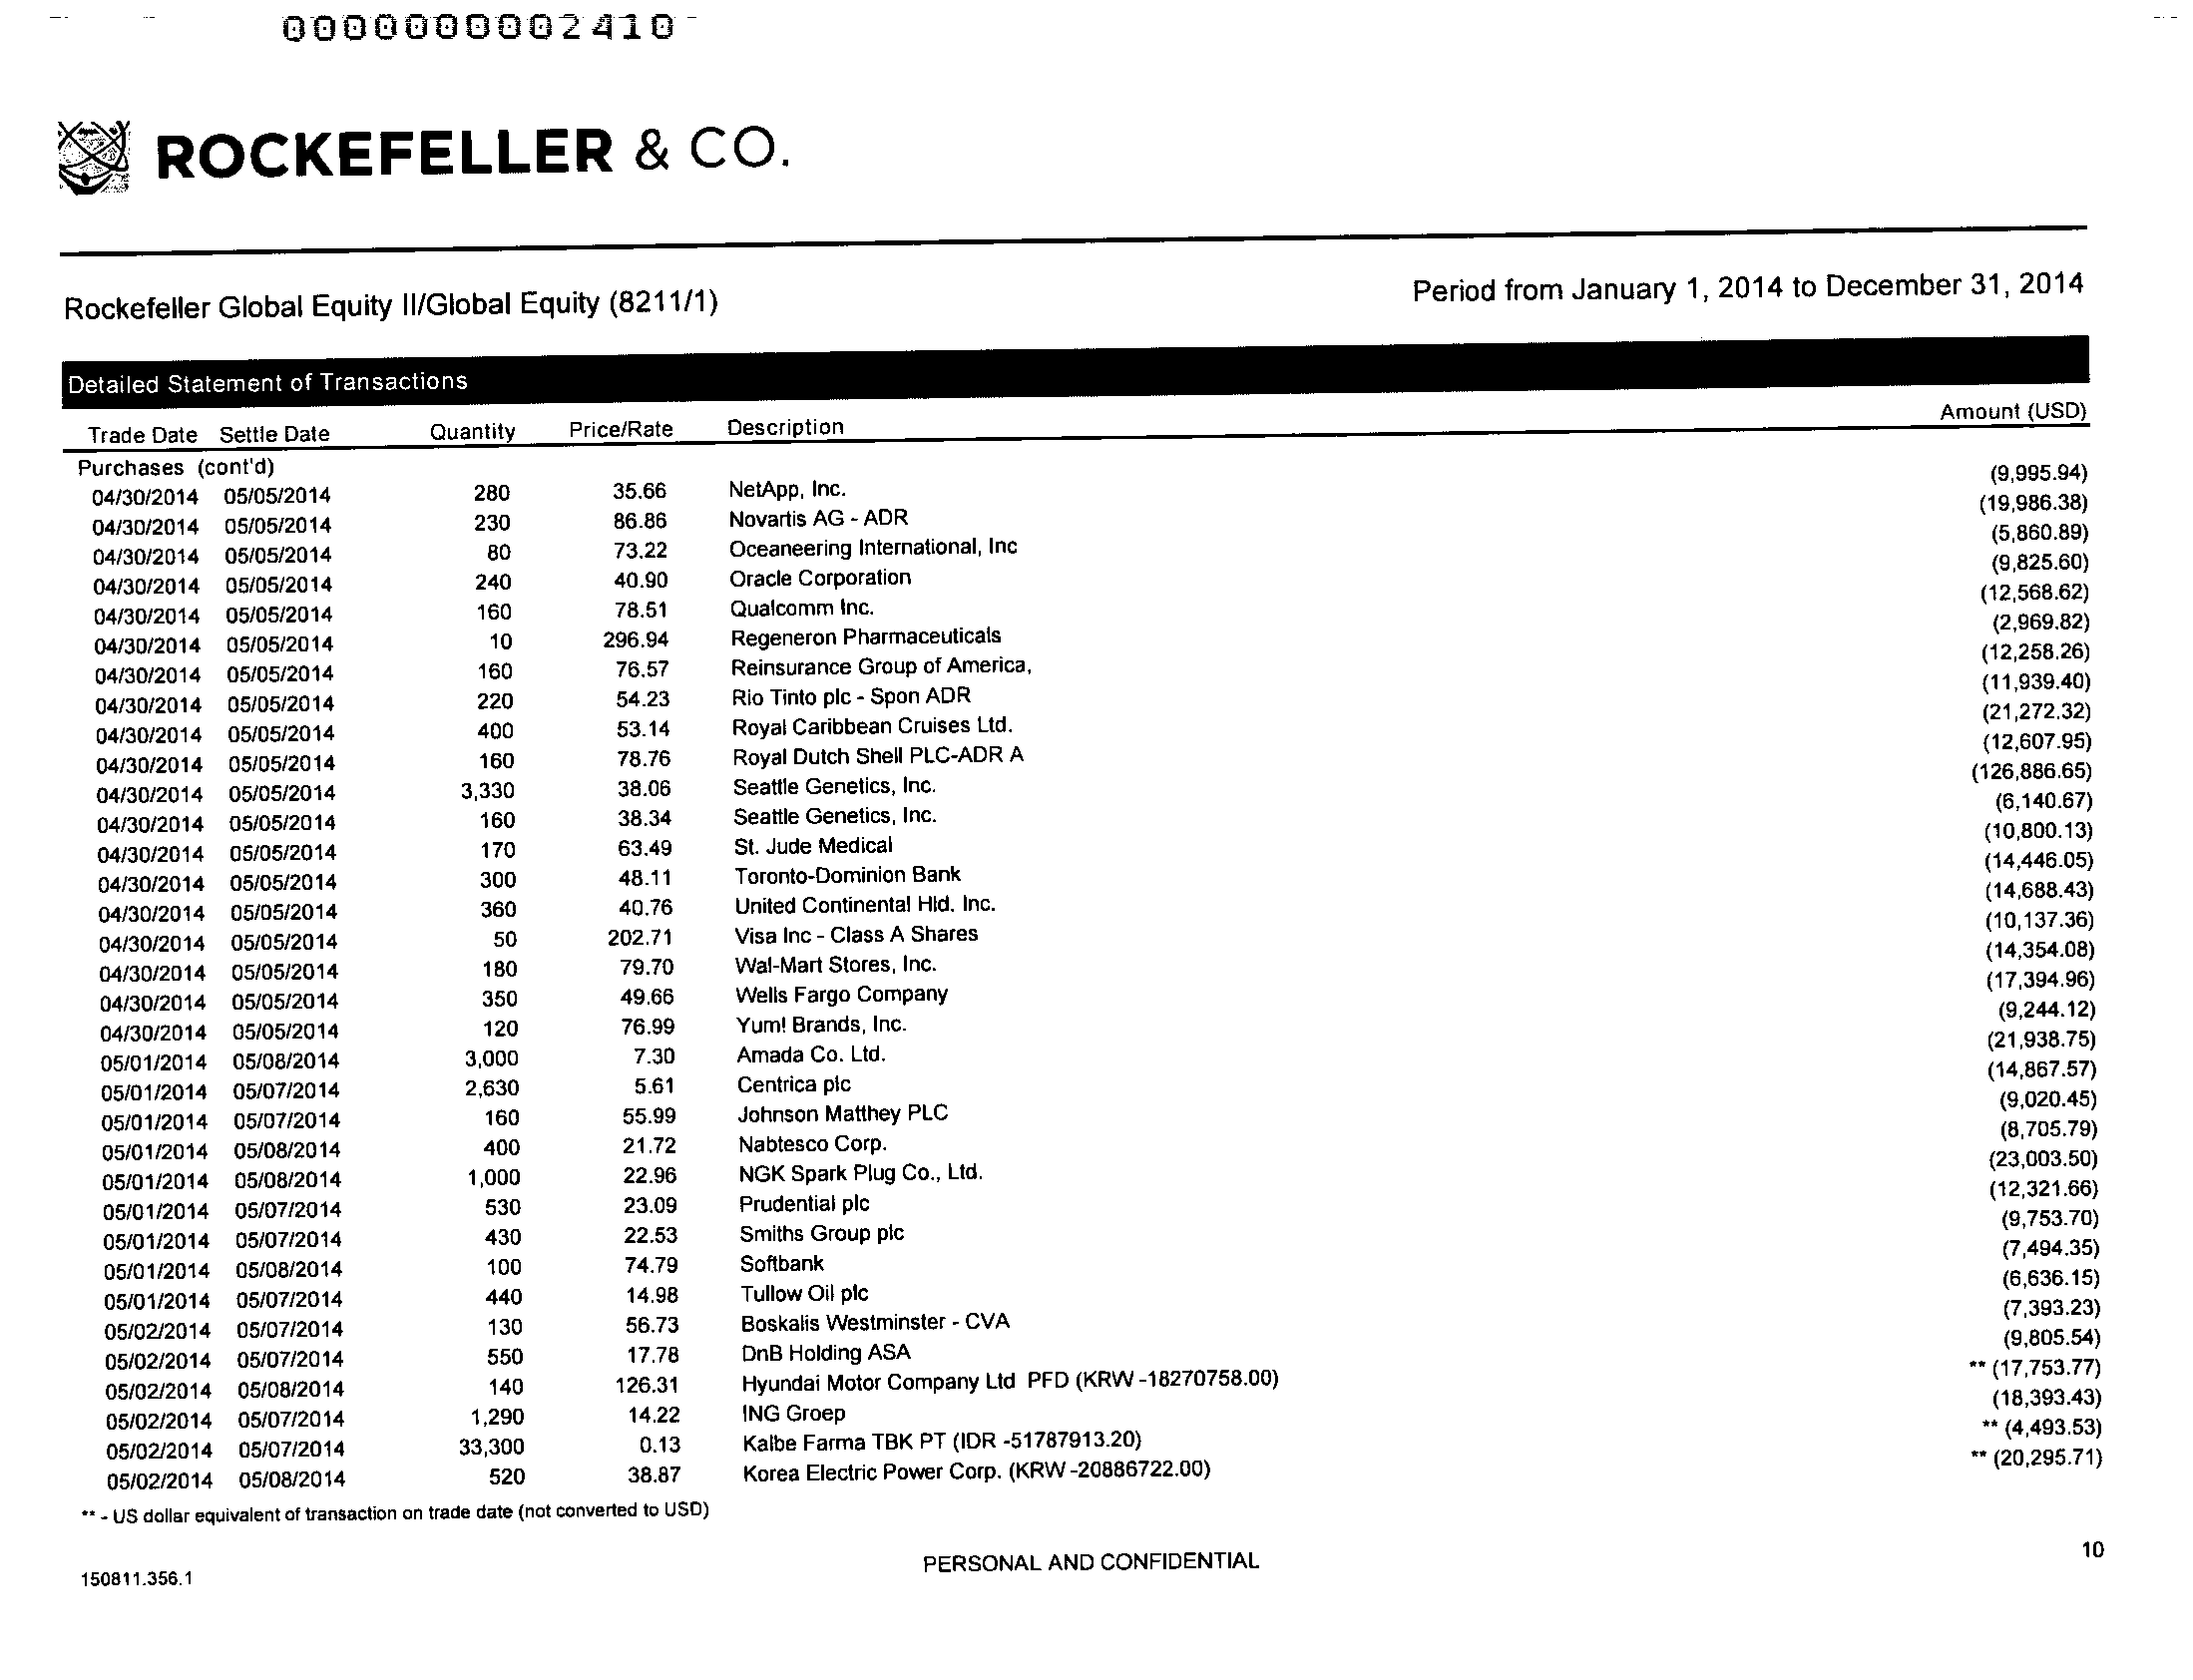 0000000002410
ROCKEFELLER & CO.
Rockefeller Global Equity II/Global Equity (8211/1) Period from January 1, 2014 to December 31, 2014
Detailed Statement of Transactions
Trade Date Settle Date Quantity Price/Rate Description Amount (USD)
Purchases (cont'd)
04/30/2014 05/05/2014 280 35.66 NetApp, Inc. (9,995.94)
04/30/2014 05/05/2014 230 86.86 Novartis AG - ADR (19,986.38)
04/30/2014 05/05/2014 80 73.22 Oceaneering International, Inc (5,860.89)
04/30/2014 05/05/2014 240 40.90 Oracle Corporation (9,825.60)
04/30/2014 05/05/2014 160 78.51 Qualcomm Inc. (12,568.62)
04/30/2014 05/05/2014 10 296.94 Regeneron Pharmaceuticals (2,969.82)
04/30/2014 05/05/2014 160 76.57 Reinsurance Group of America, (12,258.26)
04/30/2014 05/05/2014 220 54.23 Rio Tinto plc - Spon ADR (11,939.40)
04/30/2014 05/05/2014 400 53.14 Royal Caribbean Cruises Ltd. (21,272.32)
04/30/2014 05/05/2014 160 78.76 Royal Dutch Shell PLC-ADR A (12,607.95)
04/30/2014 05/05/2014 3,330 38.06 Seattle Genetics, Inc. (126,886.65)
04/30/2014 05/05/2014 160 38.34 Seattle Genetics, Inc. (6,140.67)
04/30/2014 05/05/2014 170 63.49 St. Jude Medical (10,800.13)
04/30/2014 05/05/2014 300 48.11 Toronto-Dominion Bank (14,446.05)
04/30/2014 05/05/2014 360 40.76 United Continental Hld. Inc. (14,688.43)
04/30/2014 05/05/2014 50 202.71 Visa Inc - Class A Shares (10,137.36)
04/30/2014 05/05/2014 180 79.70 Wal-Mart Stores, Inc. (14,354.08)
04/30/2014 05/05/2014 350 49.66 Wells Fargo Company (17,394.96)
04/30/2014 05/05/2014 120 76.99 Yum! Brands, Inc. (9,244.12)
05/01/2014 05/08/2014 3,000 7.30 Amada Co. Ltd. (21,938.75)
05/01/2014 05/07/2014 2,630 5.61 Centrica plc (14,867.57)
05/01/2014 05/07/2014 160 55.99 Johnson Matthey PLC (9,020.45)
05/01/2014 05/08/2014 400 21.72 Nabtesco Corp. (8,705.79)
05/01/2014 05/08/2014 1,000 22.96 NGK Spark Plug Co., Ltd. (23,003.50)
05/01/2014 05/07/2014 530 23.09 Prudential plc (12,321.66)
05/01/2014 05/07/2014 430 22.53 Smiths Group plc (9,753.70)
05/01/2014 05/08/2014 100 74.79 Softbank (7,494.35)
05/01/2014 05/07/2014 440 14.98 Tullow Oil plc (6,636.15)
05/02/2014 05/07/2014 130 56.73 Boskalis Westminster - CVA (7,393.23)
05/02/2014 05/07/2014 550 17.78 DnB Holding ASA (9,805.54)
05/02/2014 05/08/2014 140 126.31 Hyundai Motor Company Ltd PFD (KRW -18270758.00) ** (17,753.77)
05/02/2014 05/07/2014 1,290 14.22 ING Groep (18,393.43)
05/02/2014 05/07/2014 33,300 0.13 Kalbe Farma TBK PT (IDR -51787913.20) ** (4,493.53)
05/02/2014 05/08/2014 520 38.87 Korea Electric Power Corp. (KRW -20886722.00) ** (20,295.71)
** - US dollar equivalent of transaction on trade date (not converted to USD)
150811.356.1 PERSONAL AND CONFIDENTIAL 10